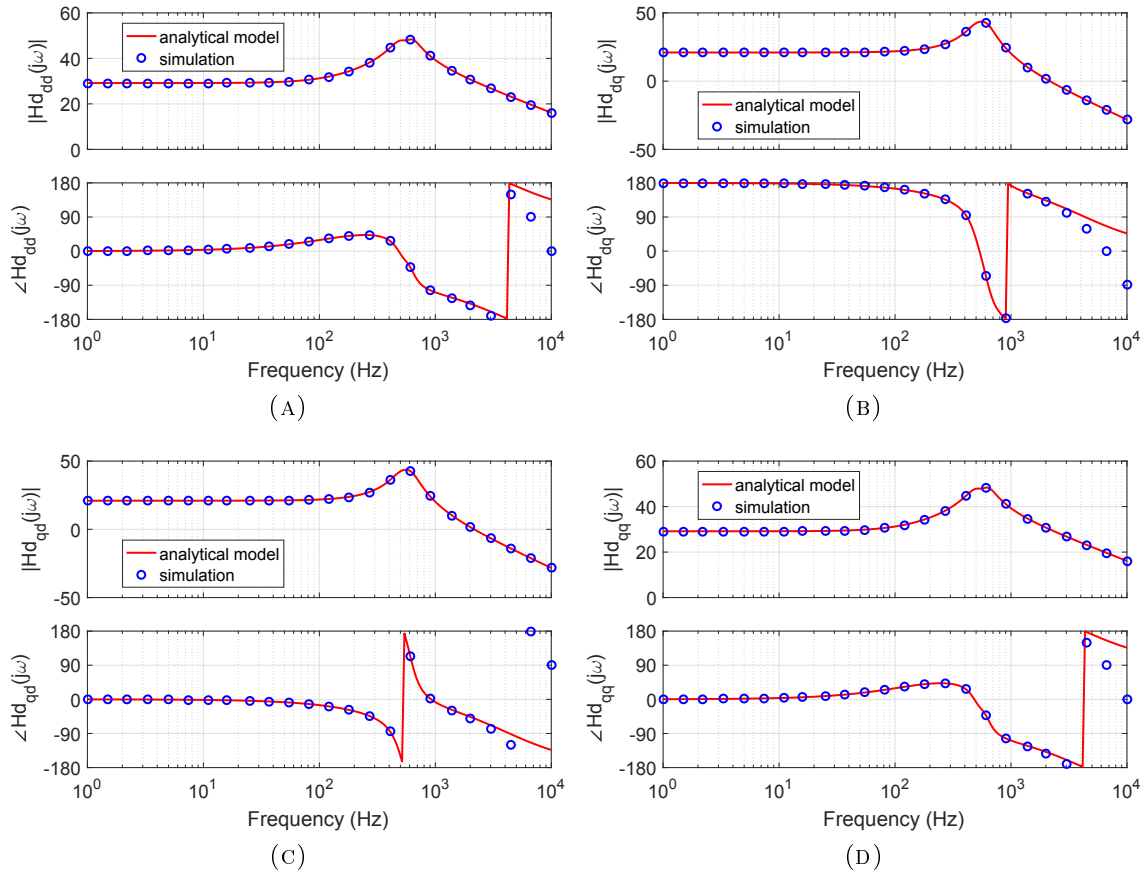 60
40
20
0
|Hd_dd(jω)|
analytical model
simulation
180
90
0
-90
-180
∠Hd_dd(jω)
10^0 10^1 10^2 10^3 10^4
Frequency (Hz)
(A)
50
0
-50
|Hd_dq(jω)|
analytical model
simulation
180
90
0
-90
-180
∠Hd_dq(jω)
10^0 10^1 10^2 10^3 10^4
Frequency (Hz)
(B)
50
0
-50
|Hd_qd(jω)|
analytical model
simulation
180
90
0
-90
-180
∠Hd_qd(jω)
10^0 10^1 10^2 10^3 10^4
Frequency (Hz)
(C)
60
40
20
0
|Hd_qq(jω)|
analytical model
simulation
180
90
0
-90
-180
∠Hd_qq(jω)
10^0 10^1 10^2 10^3 10^4
Frequency (Hz)
(D)